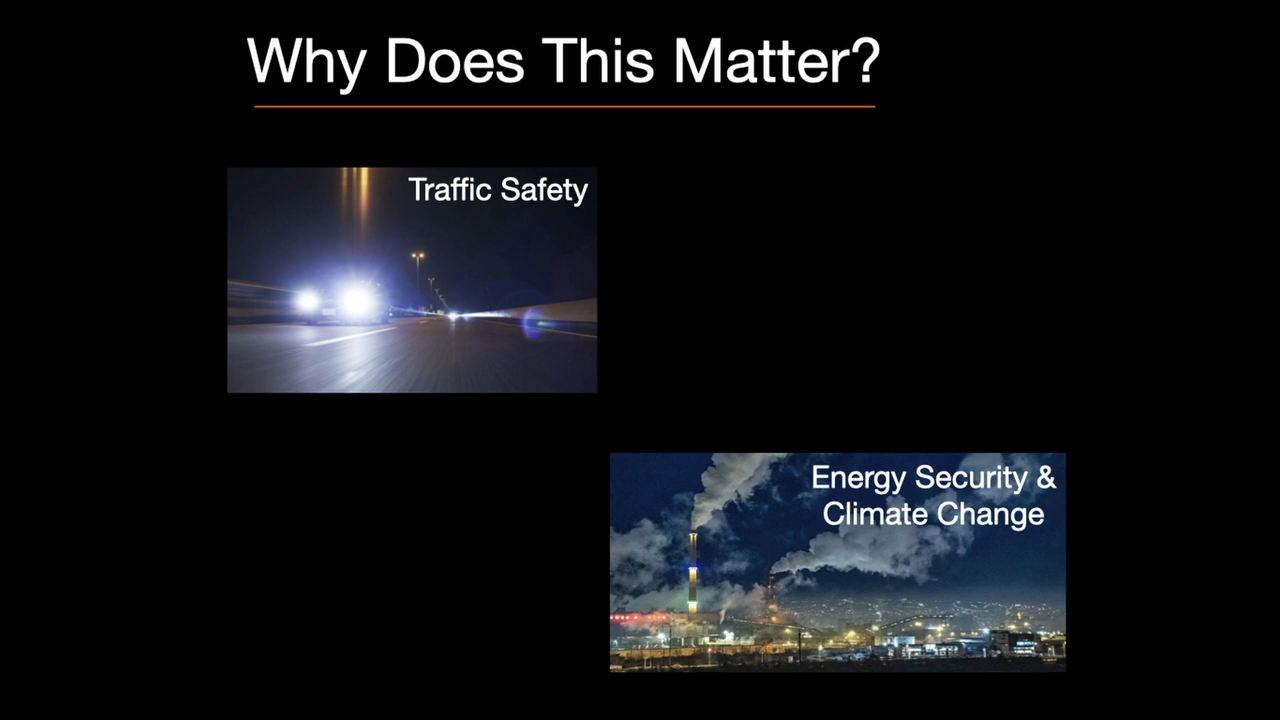 Why Does This Matter?
Traffic Safety
Energy Security &
Climate Change